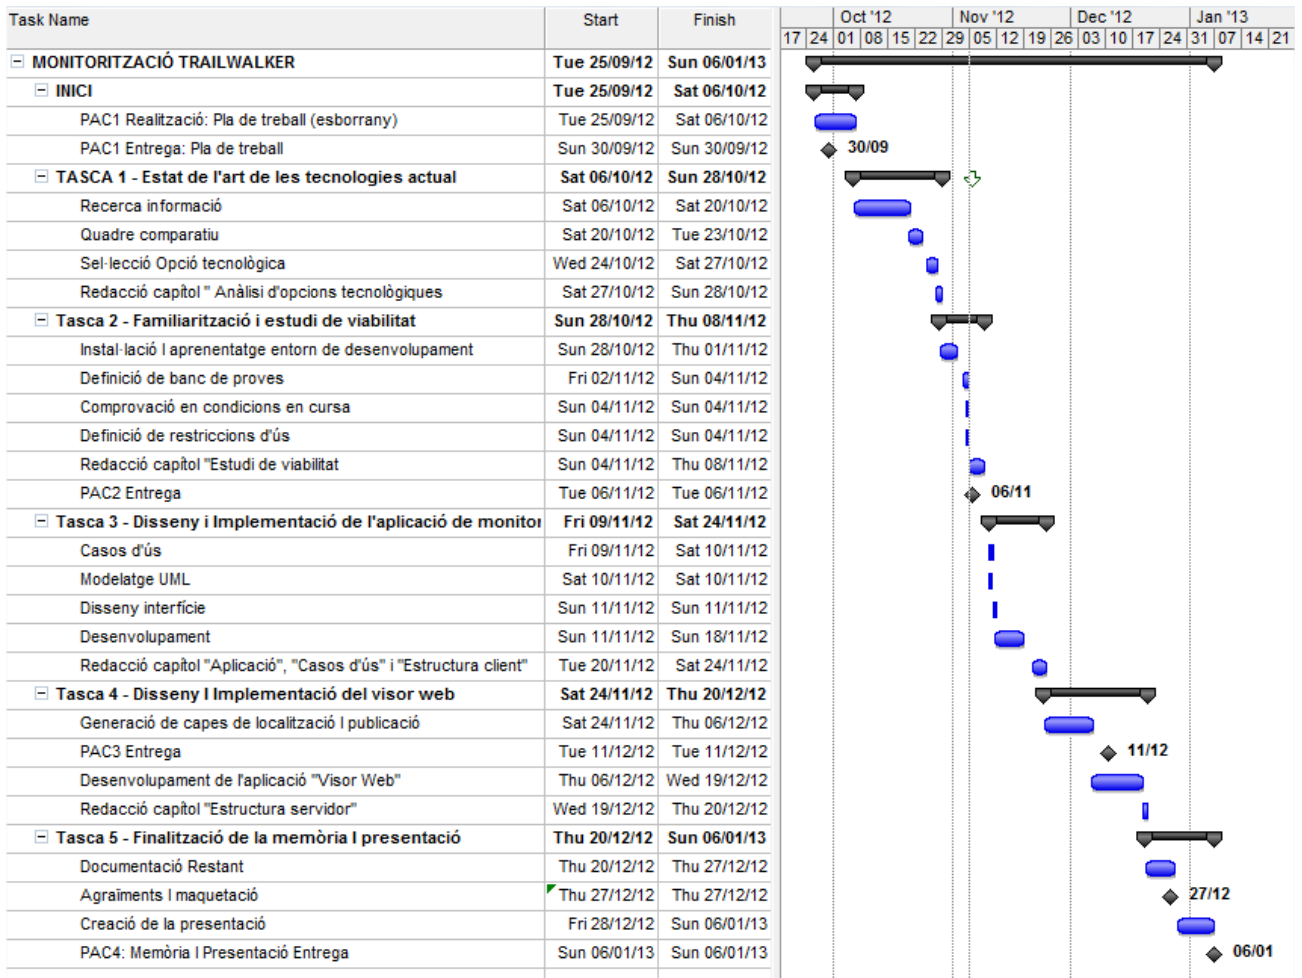 Task Name Start Finish Oct '12 Nov '12 Dec '12 Jan '13
17 24 01 08 15 22 29 05 12 19 26 03 10 17 24 31 07 14 21
MONITORITZACIÓ TRAILWALKER Tue 25/09/12 Sun 06/01/13
INICI Tue 25/09/12 Sat 06/10/12
PAC1 Realització: Pla de treball (esborrany) Tue 25/09/12 Sat 06/10/12
PAC1 Entrega: Pla de treball Sun 30/09/12 Sun 30/09/12 30/09
TASCA 1 - Estat de l'art de les tecnologies actual Sat 06/10/12 Sun 28/10/12
Recerca informació Sat 06/10/12 Sat 20/10/12
Quadre comparatiu Sat 20/10/12 Tue 23/10/12
Sel·lecció Opció tecnològica Wed 24/10/12 Sat 27/10/12
Redacció capítol " Anàlisi d'opcions tecnològiques Sat 27/10/12 Sun 28/10/12
Tasca 2 - Familiarització i estudi de viabilitat Sun 28/10/12 Thu 08/11/12
Instal·lació I aprenentatge entorn de desenvolupament Sun 28/10/12 Thu 01/11/12
Definició de banc de proves Fri 02/11/12 Sun 04/11/12
Comprovació en condicions en cursa Sun 04/11/12 Sun 04/11/12
Definició de restriccions d'ús Sun 04/11/12 Sun 04/11/12
Redacció capítol "Estudi de viabilitat Sun 04/11/12 Thu 08/11/12
PAC2 Entrega Tue 06/11/12 Tue 06/11/12 06/11
Tasca 3 - Disseny i Implementació de l'aplicació de monitor Fri 09/11/12 Sat 24/11/12
Casos d'ús Fri 09/11/12 Sat 10/11/12
Modelatge UML Sat 10/11/12 Sat 10/11/12
Disseny interfície Sun 11/11/12 Sun 11/11/12
Desenvolupament Sun 11/11/12 Sun 18/11/12
Redacció capítol "Aplicació", "Casos d'ús" i "Estructura client" Tue 20/11/12 Sat 24/11/12
Tasca 4 - Disseny I Implementació del visor web Sat 24/11/12 Thu 20/12/12
Generació de capes de localització I publicació Sat 24/11/12 Thu 06/12/12
PAC3 Entrega Tue 11/12/12 Tue 11/12/12 11/12
Desenvolupament de l'aplicació "Visor Web" Thu 06/12/12 Wed 19/12/12
Redacció capítol "Estructura servidor" Wed 19/12/12 Thu 20/12/12
Tasca 5 - Finalització de la memòria I presentació Thu 20/12/12 Sun 06/01/13
Documentació Restant Thu 20/12/12 Thu 27/12/12
Agraïments I maquetació Thu 27/12/12 Thu 27/12/12 27/12
Creació de la presentació Fri 28/12/12 Sun 06/01/13
PAC4: Memòria I Presentació Entrega Sun 06/01/13 Sun 06/01/13 06/01